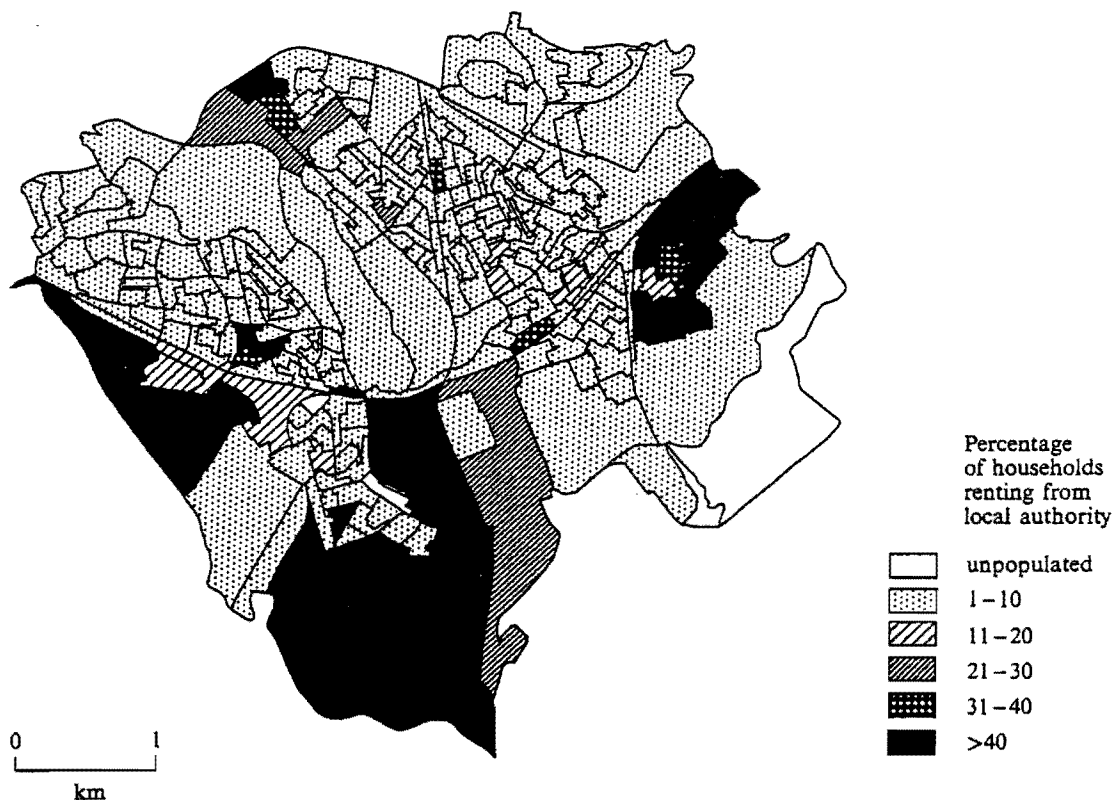 Percentage
of households
renting from
local authority
unpopulated
1–10
11–20
21–30
31–40
>40
0 1
km